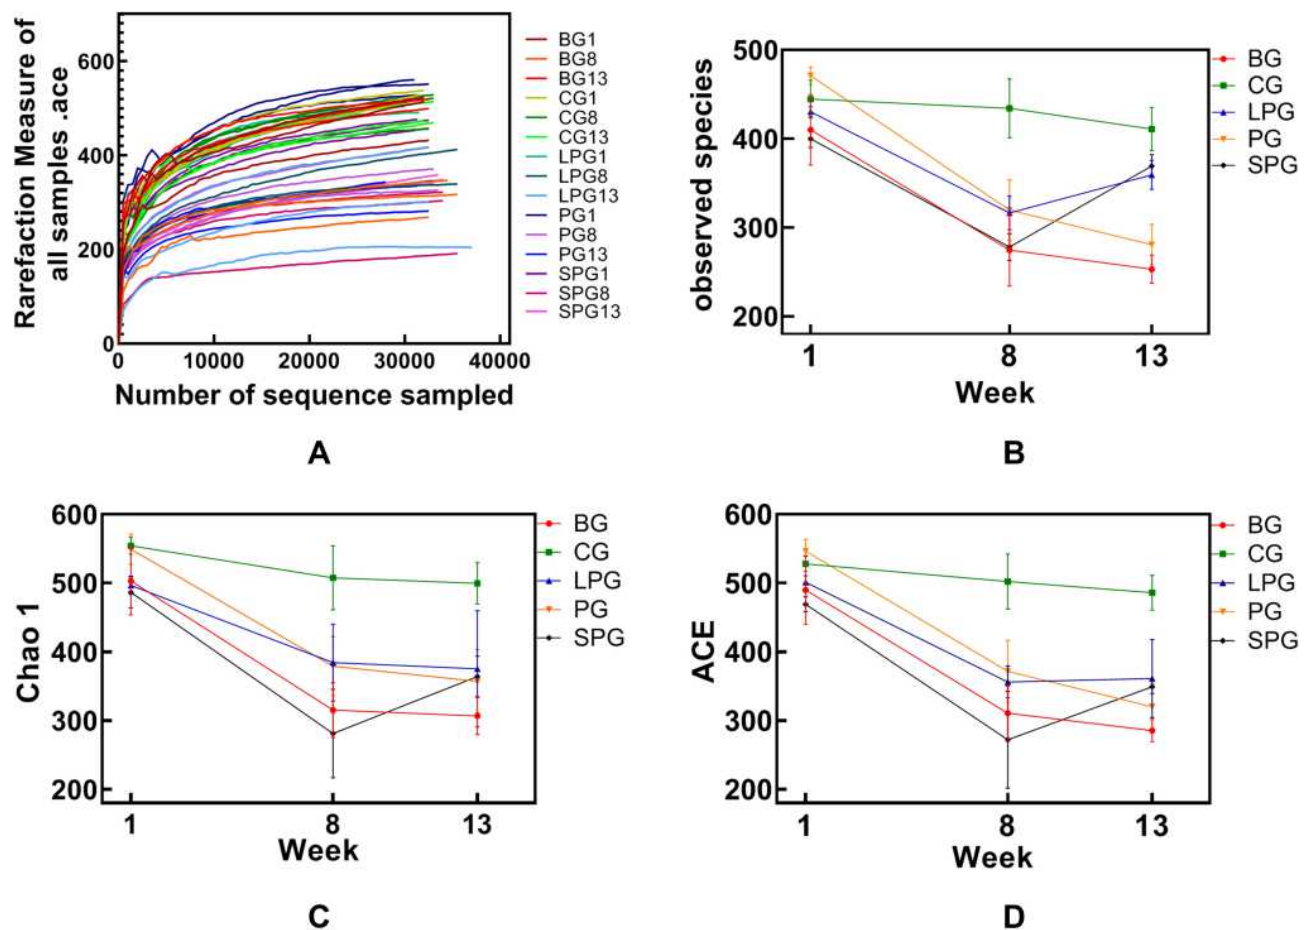 Rarefaction Measure of
all samples .ace
600
400
200
0
0 10000 20000 30000 40000
Number of sequence sampled
BG1
BG8
BG13
CG1
CG8
CG13
LPG1
LPG8
LPG13
PG1
PG8
PG13
SPG1
SPG8
SPG13
A
observed species
500
400
300
200
1 8 13
Week
BG
CG
LPG
PG
SPG
B
Chao 1
600
500
400
300
200
1 8 13
Week
BG
CG
LPG
PG
SPG
C
ACE
600
500
400
300
200
1 8 13
Week
BG
CG
LPG
PG
SPG
D